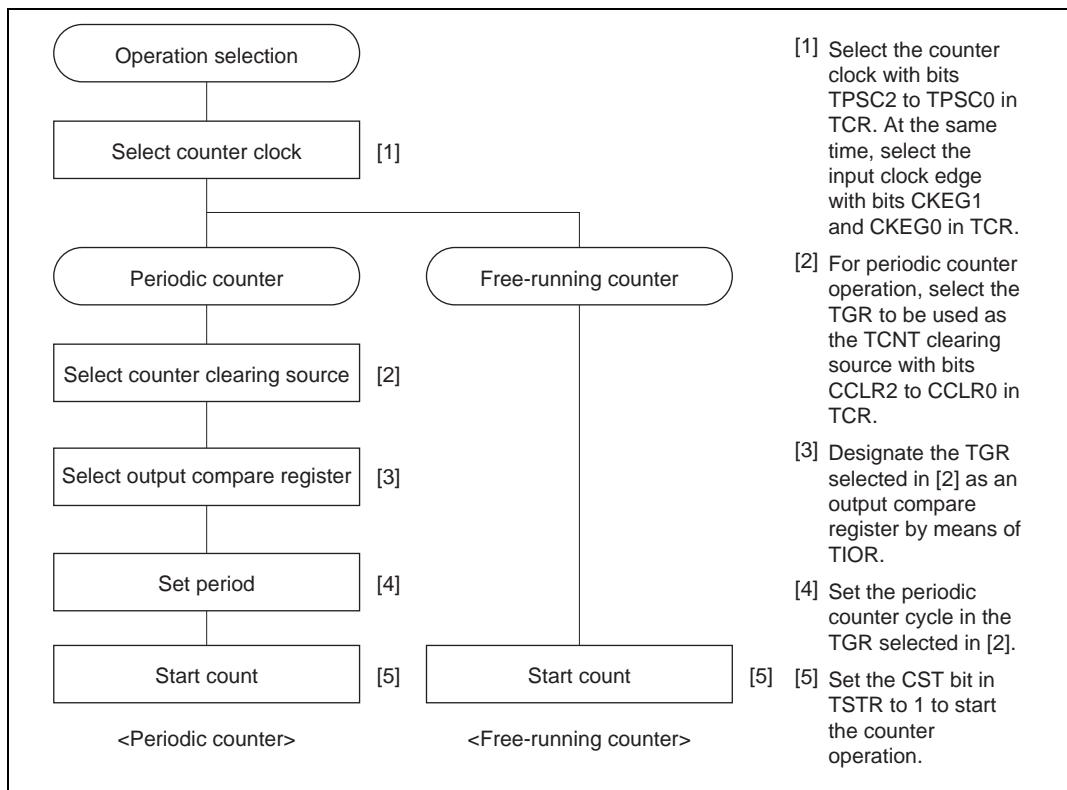 Operation selection
Select counter clock
[1]
Periodic counter
Free-running counter
Select counter clearing source
[2]
Select output compare register
[3]
Set period
[4]
Start count
[5]
Start count
[5]
<Periodic counter>
<Free-running counter>
[1] Select the counter
clock with bits
TPSC2 to TPSC0 in
TCR. At the same
time, select the
input clock edge
with bits CKEG1
and CKEG0 in TCR.
[2] For periodic counter
operation, select the
TGR to be used as
the TCNT clearing
source with bits
CCLR2 to CCLR0 in
TCR.
[3] Designate the TGR
selected in [2] as an
output compare
register by means of
TIOR.
[4] Set the periodic
counter cycle in the
TGR selected in [2].
[5] Set the CST bit in
TSTR to 1 to start
the counter
operation.